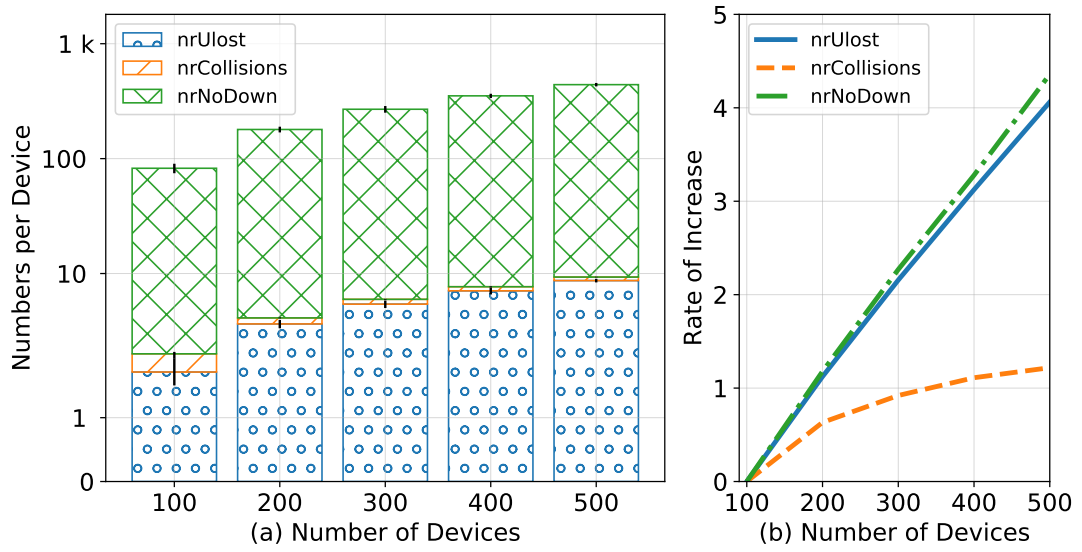 1 k
100
10
1
0
Numbers per Device
nrUlost
nrCollisions
nrNoDown
100
200
300
400
500
(a) Number of Devices
5
4
3
2
1
0
Rate of Increase
nrUlost
nrCollisions
nrNoDown
100
200
300
400
500
(b) Number of Devices